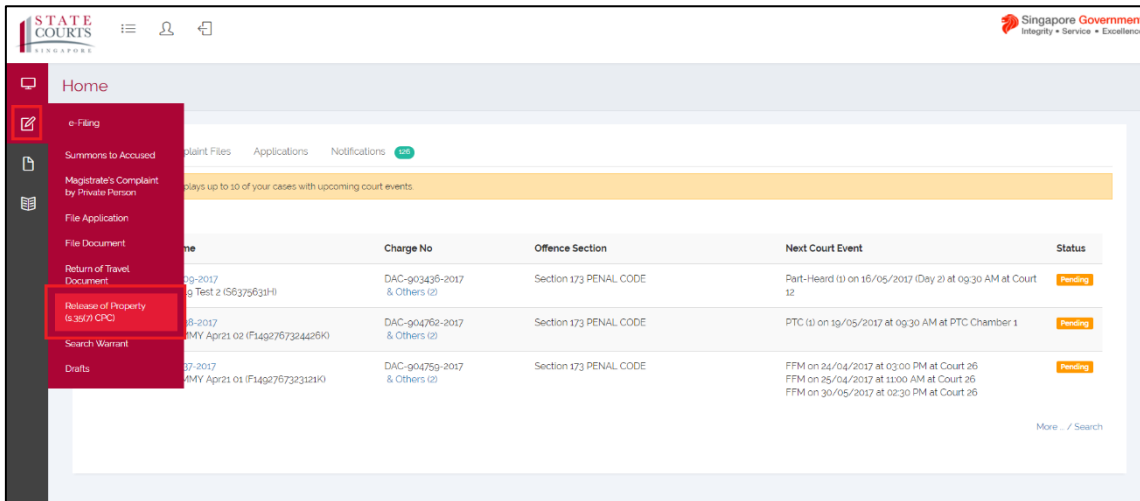 STATE
COURTS
SINGAPORE
Singapore Government
Integrity • Service • Excellence
Home
e-Filing
Summons to Accused
Magistrate's Complaint
by Private Person
File Application
File Document
Return of Travel
Document
Release of Property
(s.35(7) CPC)
Search Warrant
Drafts
plaint Files Applications Notifications 128
plays up to 10 of your cases with upcoming court events.
me Charge No Offence Section Next Court Event Status
09-2017 DAC-903436-2017 Section 173 PENAL CODE Part-Heard (1) on 16/05/2017 (Day 2) at 09:30 AM at Court Pending
g Test 2 (S6375631H) & Others (2) 12
38-2017 DAC-904762-2017 Section 173 PENAL CODE PTC (1) on 19/05/2017 at 09:30 AM at PTC Chamber 1 Pending
MMY Apr21 02 (F1492767324426K) & Others (2)
37-2017 DAC-904759-2017 Section 173 PENAL CODE FFM on 24/04/2017 at 03:00 PM at Court 26 Pending
MMY Apr21 01 (F1492767323121K) & Others (2) FFM on 25/04/2017 at 11:00 AM at Court 26
FFM on 30/05/2017 at 02:30 PM at Court 26
More ... / Search